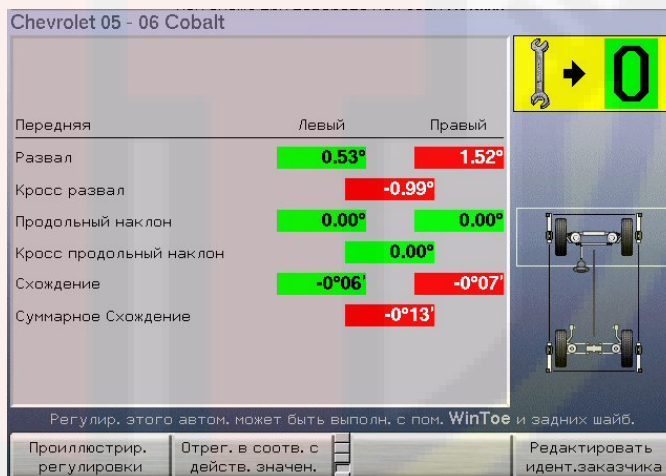 Chevrolet 05 - 06 Cobalt
0
Передняя Левый Правый
Развал 0.53° 1.52°
Кросс развал -0.99°
Продольный наклон 0.00° 0.00°
Кросс продольный наклон 0.00°
Схождение -0°06' -0°07'
Суммарное Схождение -0°13'
Регулир. этого автом. может быть выполн. с пом. WinToe и задних шайб.
Проиллюстрир. регулировки
Отрег. в соотв. с действ. значен.
Редактировать идент.заказчика